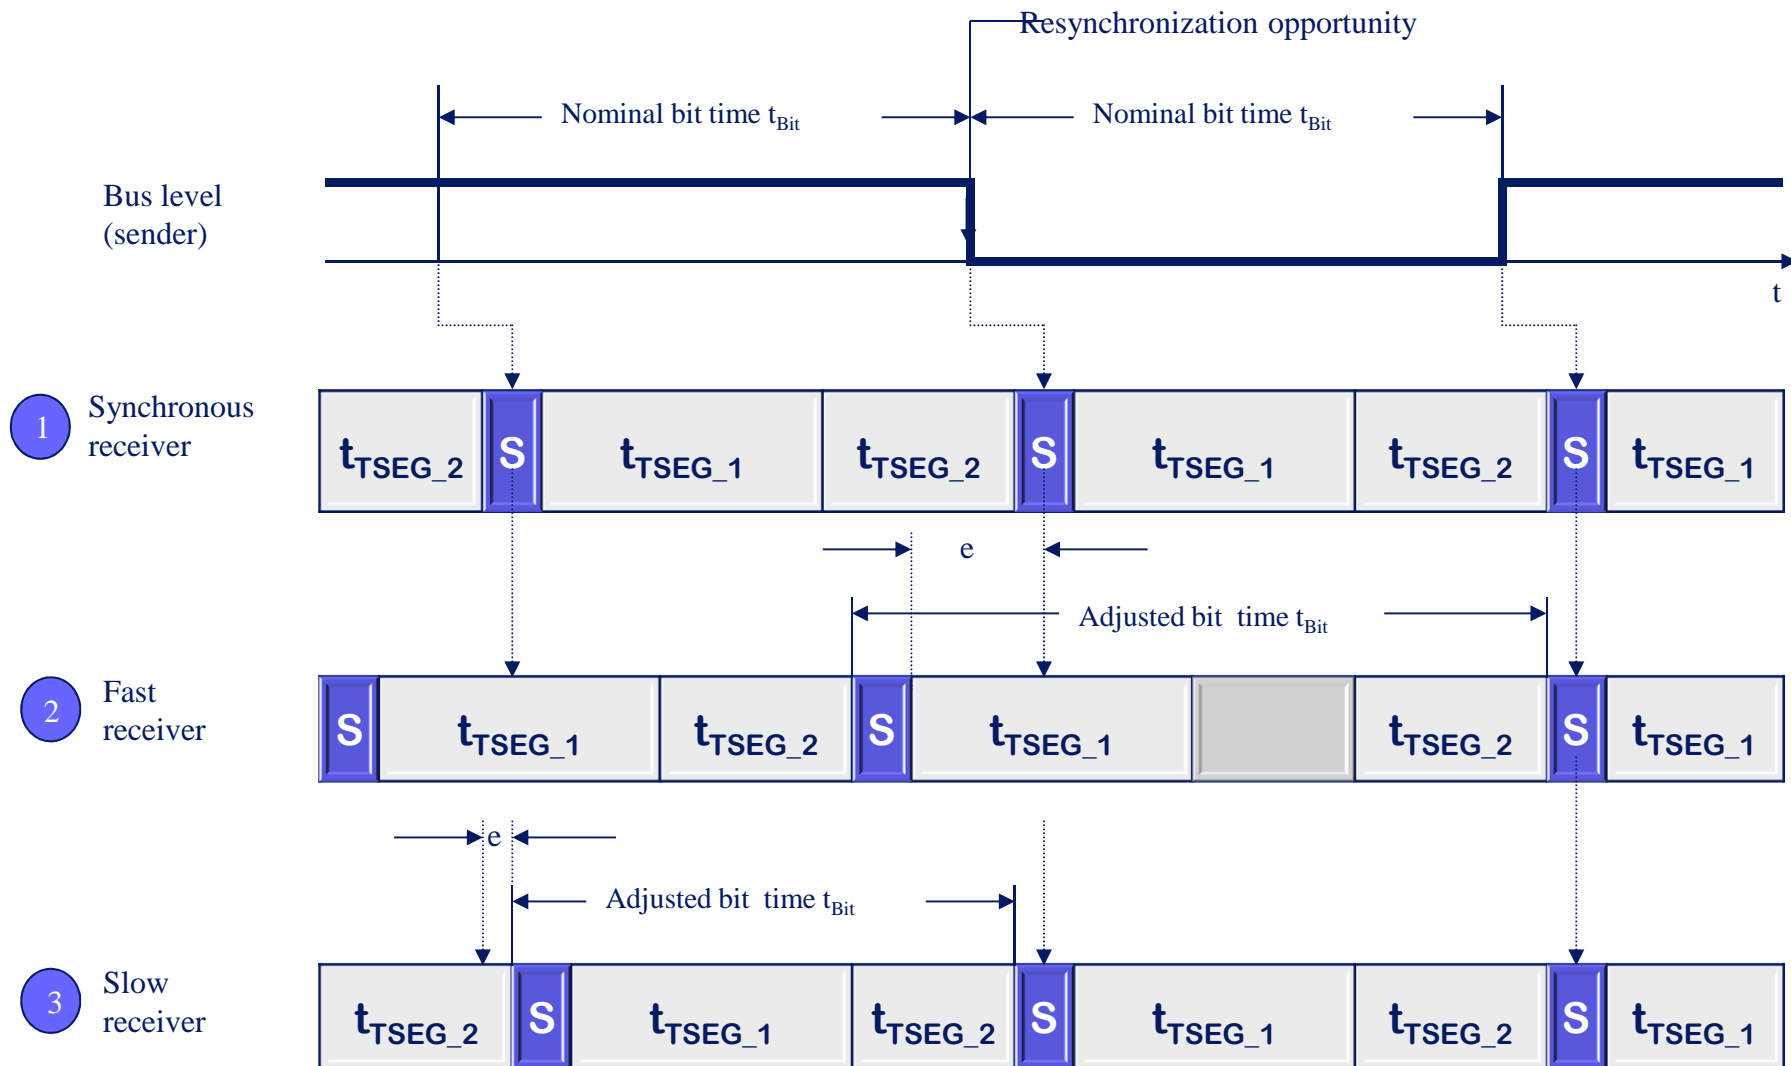 Resynchronization opportunity
Nominal bit time tBit
Nominal bit time tBit
Bus level
(sender)
t
1
Synchronous
receiver
tTSEG_2 S tTSEG_1 tTSEG_2 S tTSEG_1 tTSEG_2 S tTSEG_1
e
Adjusted bit time tBit
2
Fast
receiver
S tTSEG_1 tTSEG_2 S tTSEG_1 tTSEG_2 S tTSEG_1
e
Adjusted bit time tBit
3
Slow
receiver
tTSEG_2 S tTSEG_1 tTSEG_2 S tTSEG_1 tTSEG_2 S tTSEG_1